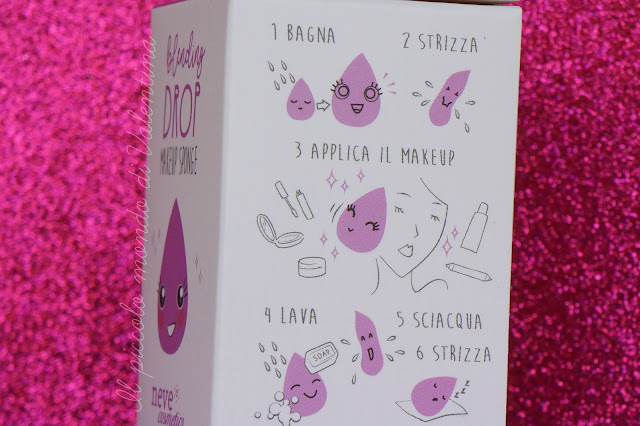 blending
DROP
MAKEUP SPONGE
neve
cosmetics
Il piccolo mondo di Valentina
1 BAGNA
2 STRIZZA
3 APPLICA IL MAKEUP
4 LAVA
SOAP
5 SCIACQUA
6 STRIZZA
z z z